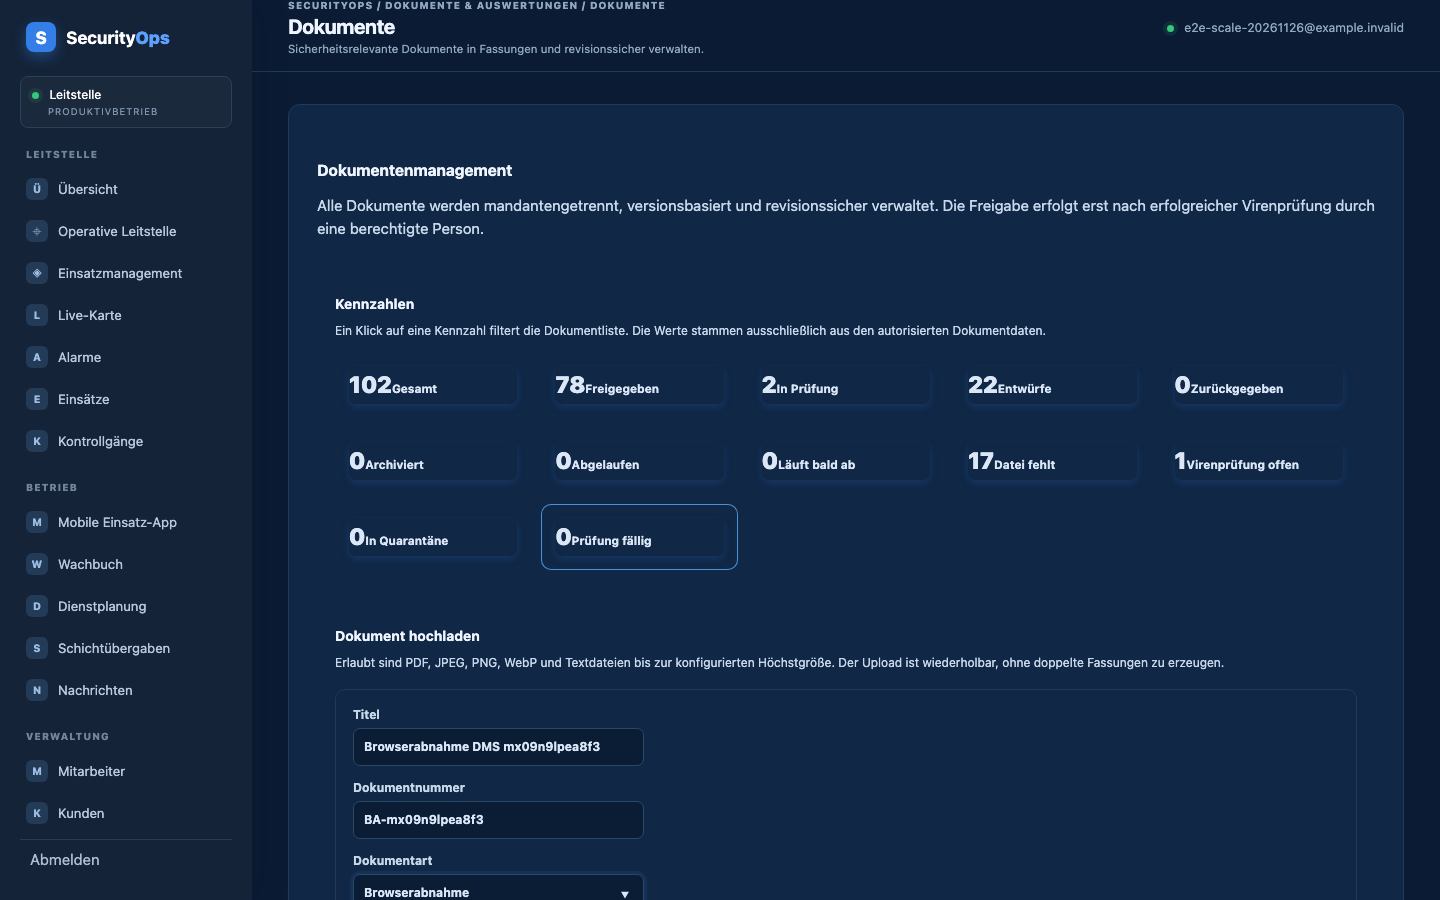 S SecurityOps
Leitstelle
PRODUKTIVBETRIEB
LEITSTELLE
Ü Übersicht
Operative Leitstelle
Einsatzmanagement
L Live-Karte
A Alarme
E Einsätze
K Kontrollgänge
BETRIEB
M Mobile Einsatz-App
W Wachbuch
D Dienstplanung
S Schichtübergaben
N Nachrichten
VERWALTUNG
M Mitarbeiter
K Kunden
Abmelden
SECURITYOPS / DOKUMENTE & AUSWERTUNGEN / DOKUMENTE
Dokumente
Sicherheitsrelevante Dokumente in Fassungen und revisionssicher verwalten.
e2e-scale-20261126@example.invalid
Dokumentenmanagement
Alle Dokumente werden mandantengetrennt, versionsbasiert und revisionssicher verwaltet. Die Freigabe erfolgt erst nach erfolgreicher Virenprüfung durch
eine berechtigte Person.
Kennzahlen
Ein Klick auf eine Kennzahl filtert die Dokumentliste. Die Werte stammen ausschließlich aus den autorisierten Dokumentdaten.
102 Gesamt
78 Freigegeben
2 In Prüfung
22 Entwürfe
0 Zurückgegeben
0 Archiviert
0 Abgelaufen
0 Läuft bald ab
17 Datei fehlt
1 Virenprüfung offen
0 In Quarantäne
0 Prüfung fällig
Dokument hochladen
Erlaubt sind PDF, JPEG, PNG, WebP und Textdateien bis zur konfigurierten Höchstgröße. Der Upload ist wiederholbar, ohne doppelte Fassungen zu erzeugen.
Titel
Browserabnahme DMS mx09n9lpea8f3
Dokumentnummer
BA-mx09n9lpea8f3
Dokumentart
Browserabnahme